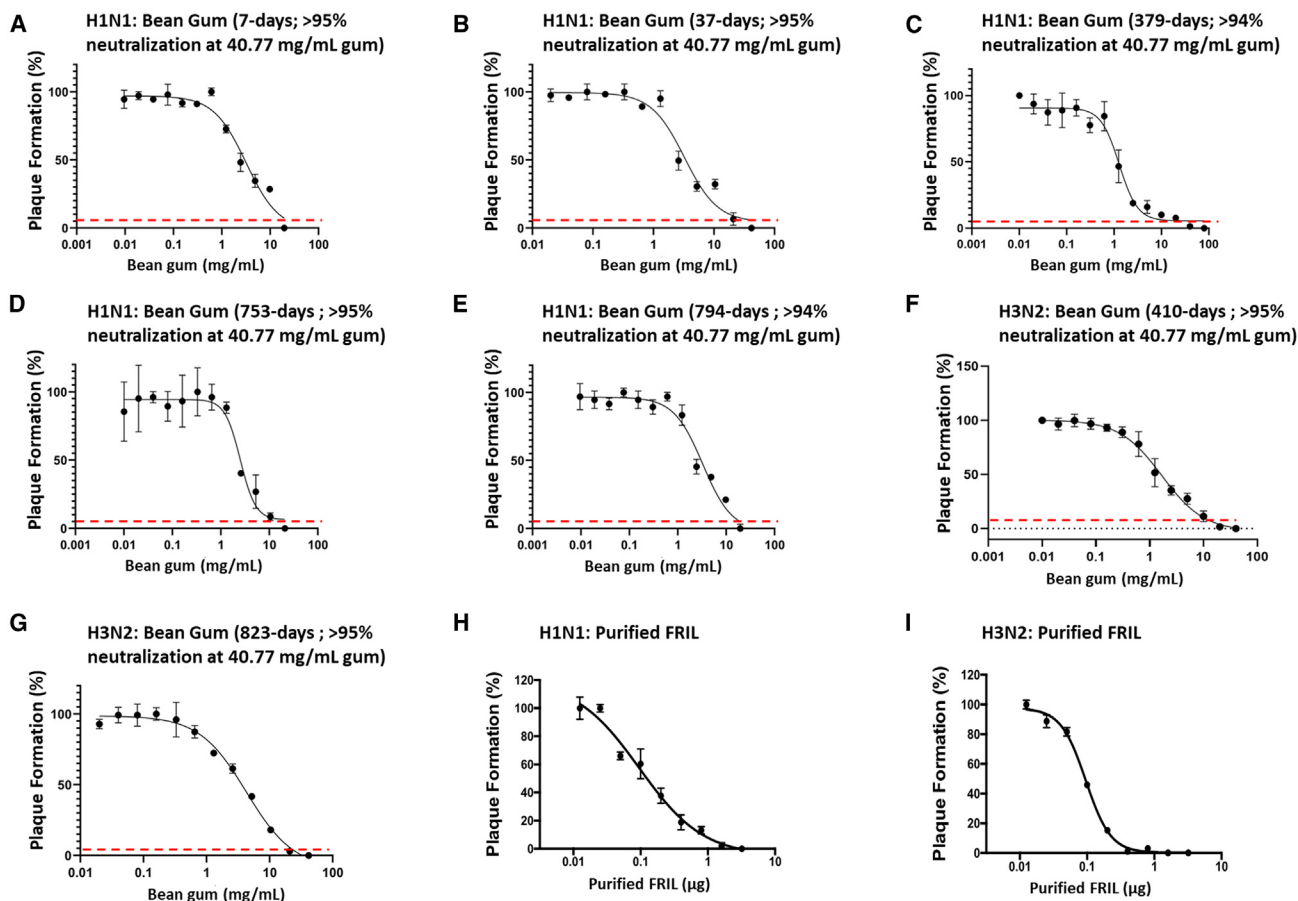 A
H1N1: Bean Gum (7-days; >95%
neutralization at 40.77 mg/mL gum)
Plaque Formation (%)
100
50
0
0.001 0.01 0.1 1 10 100
Bean gum (mg/mL)
B
H1N1: Bean Gum (37-days; >95%
neutralization at 40.77 mg/mL gum)
Plaque Formation (%)
100
50
0
0.01 0.1 1 10 100
Bean gum (mg/mL)
C
H1N1: Bean Gum (379-days; >94%
neutralization at 40.77 mg/mL gum)
Plaque Formation (%)
100
50
0
0.001 0.01 0.1 1 10 100
Bean gum (mg/mL)
D
H1N1: Bean Gum (753-days ; >95%
neutralization at 40.77 mg/mL gum)
Plaque Formation (%)
100
50
0
0.001 0.01 0.1 1 10 100
Bean gum (mg/mL)
E
H1N1: Bean Gum (794-days ; >94%
neutralization at 40.77 mg/mL gum)
Plaque Formation (%)
100
50
0
0.001 0.01 0.1 1 10 100
Bean gum (mg/mL)
F
H3N2: Bean Gum (410-days ; >95%
neutralization at 40.77 mg/mL gum)
Plaque Formation (%)
150
100
50
0
0.001 0.01 0.1 1 10 100
Bean gum (mg/mL)
G
H3N2: Bean Gum (823-days ; >95%
neutralization at 40.77 mg/mL gum)
Plaque Formation (%)
100
50
0
0.01 0.1 1 10 100
Bean gum (mg/mL)
H
H1N1: Purified FRIL
Plaque Formation (%)
120
100
80
60
40
20
0
0.01 0.1 1 10
Purified FRIL (µg)
I
H3N2: Purified FRIL
Plaque Formation (%)
120
100
80
60
40
20
0
0.01 0.1 1 10
Purified FRIL (µg)